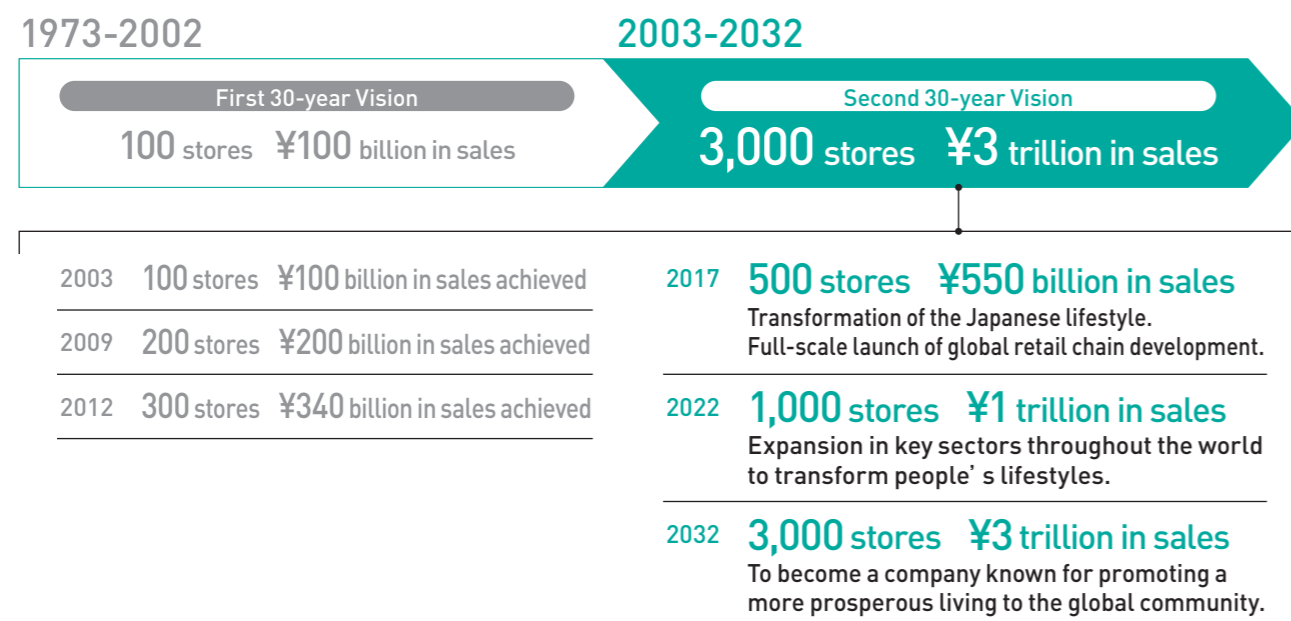 1973-2002
First 30-year Vision
100 stores ¥100 billion in sales
2003-2032
Second 30-year Vision
3,000 stores ¥3 trillion in sales
2003 100 stores ¥100 billion in sales achieved
2009 200 stores ¥200 billion in sales achieved
2012 300 stores ¥340 billion in sales achieved
2017 500 stores ¥550 billion in sales
Transformation of the Japanese lifestyle.
Full-scale launch of global retail chain development.
2022 1,000 stores ¥1 trillion in sales
Expansion in key sectors throughout the world
to transform people’ s lifestyles.
2032 3,000 stores ¥3 trillion in sales
To become a company known for promoting a
more prosperous living to the global community.